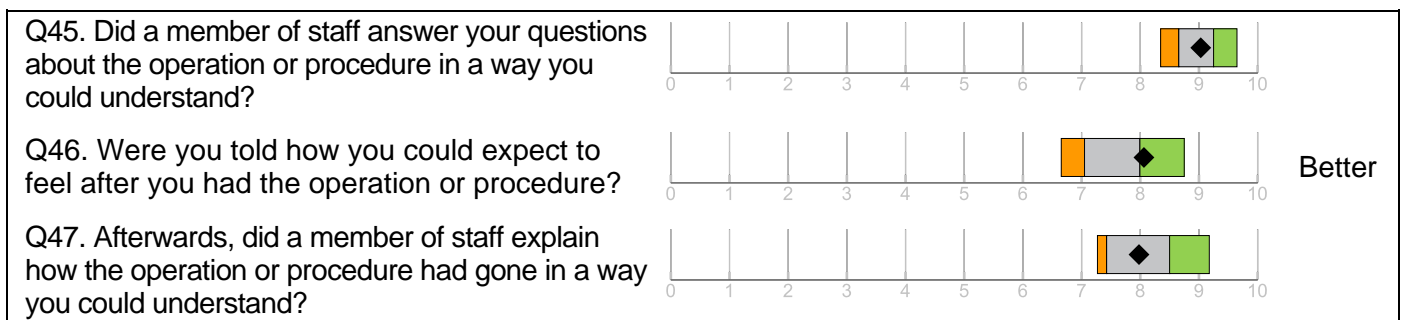 Q45. Did a member of staff answer your questions
about the operation or procedure in a way you
could understand?
0 1 2 3 4 5 6 7 8 9 10
Q46. Were you told how you could expect to
feel after you had the operation or procedure?
0 1 2 3 4 5 6 7 8 9 10
Better
Q47. Afterwards, did a member of staff explain
how the operation or procedure had gone in a way
you could understand?
0 1 2 3 4 5 6 7 8 9 10